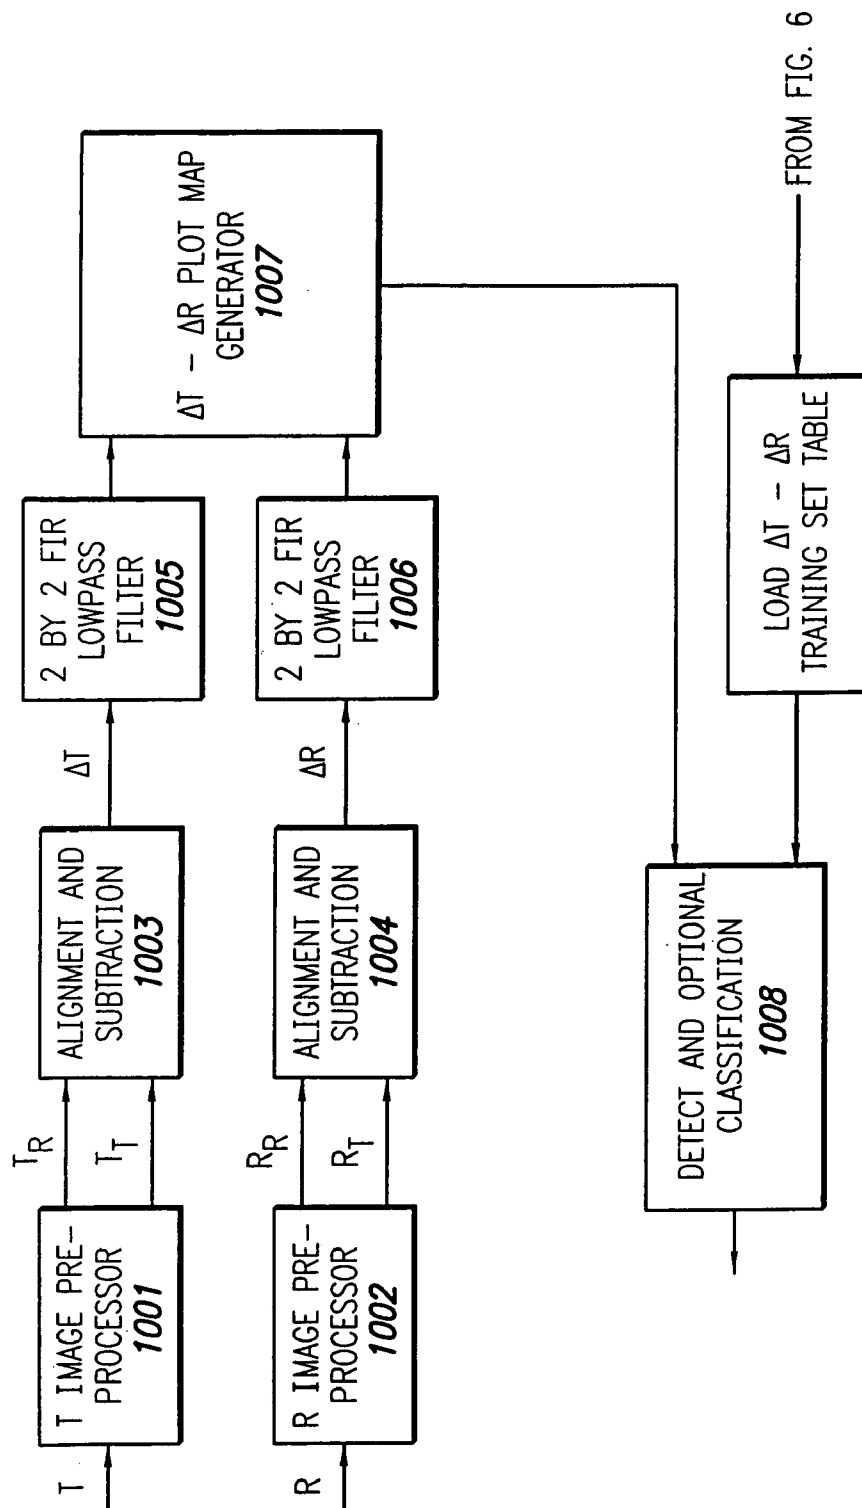 T
T IMAGE PRE-
PROCESSOR
1001
T_R
T_T
ALIGNMENT AND
SUBTRACTION
1003
ΔT
2 BY 2 FIR
LOWPASS
FILTER
1005
R
R IMAGE PRE-
PROCESSOR
1002
R_R
R_T
ALIGNMENT AND
SUBTRACTION
1004
ΔR
2 BY 2 FIR
LOWPASS
FILTER
1006
ΔT – ΔR PLOT MAP
GENERATOR
1007
DETECT AND OPTIONAL
CLASSIFICATION
1008
LOAD ΔT – ΔR
TRAINING SET TABLE
FROM FIG. 6